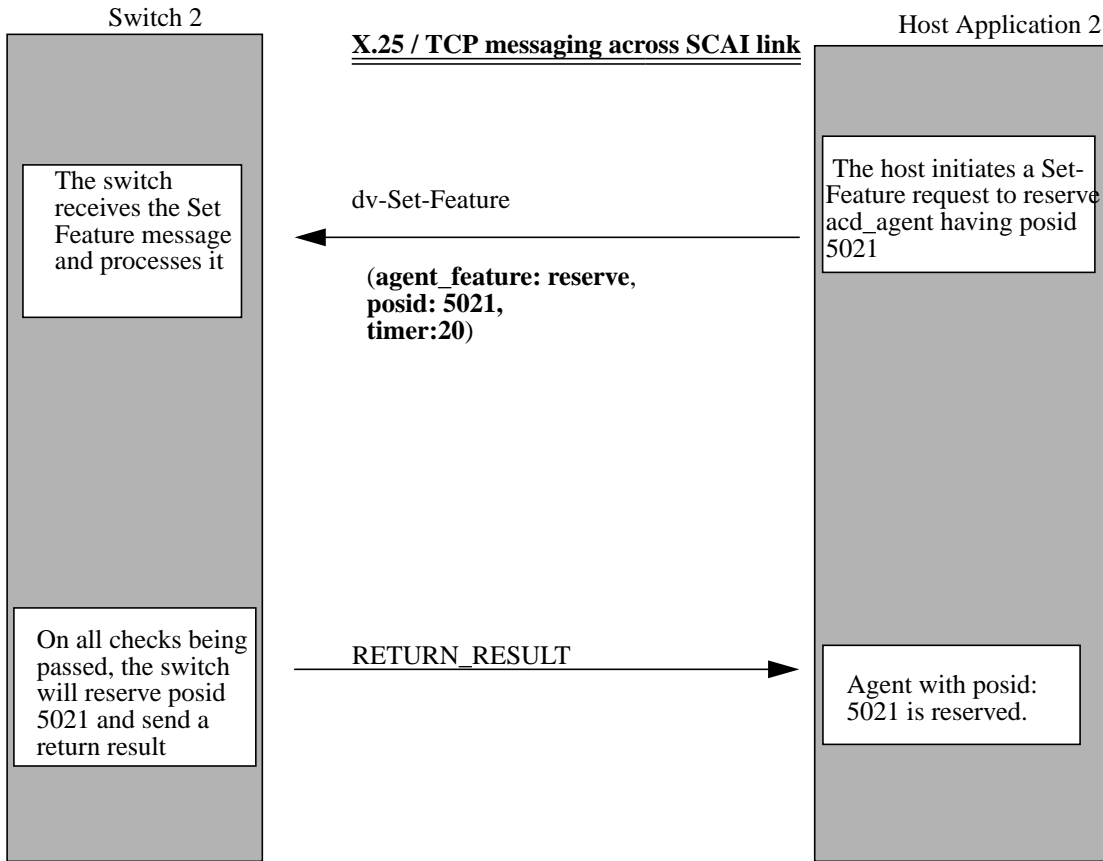 Switch 2
X.25 / TCP messaging across SCAI link
Host Application 2
The switch
receives the Set
Feature message
and processes it
dv-Set-Feature
(agent_feature: reserve,
posid: 5021,
timer:20)
The host initiates a Set-
Feature request to reserve
acd_agent having posid
5021
On all checks being
passed, the switch
will reserve posid
5021 and send a
return result
RETURN_RESULT
Agent with posid:
5021 is reserved.